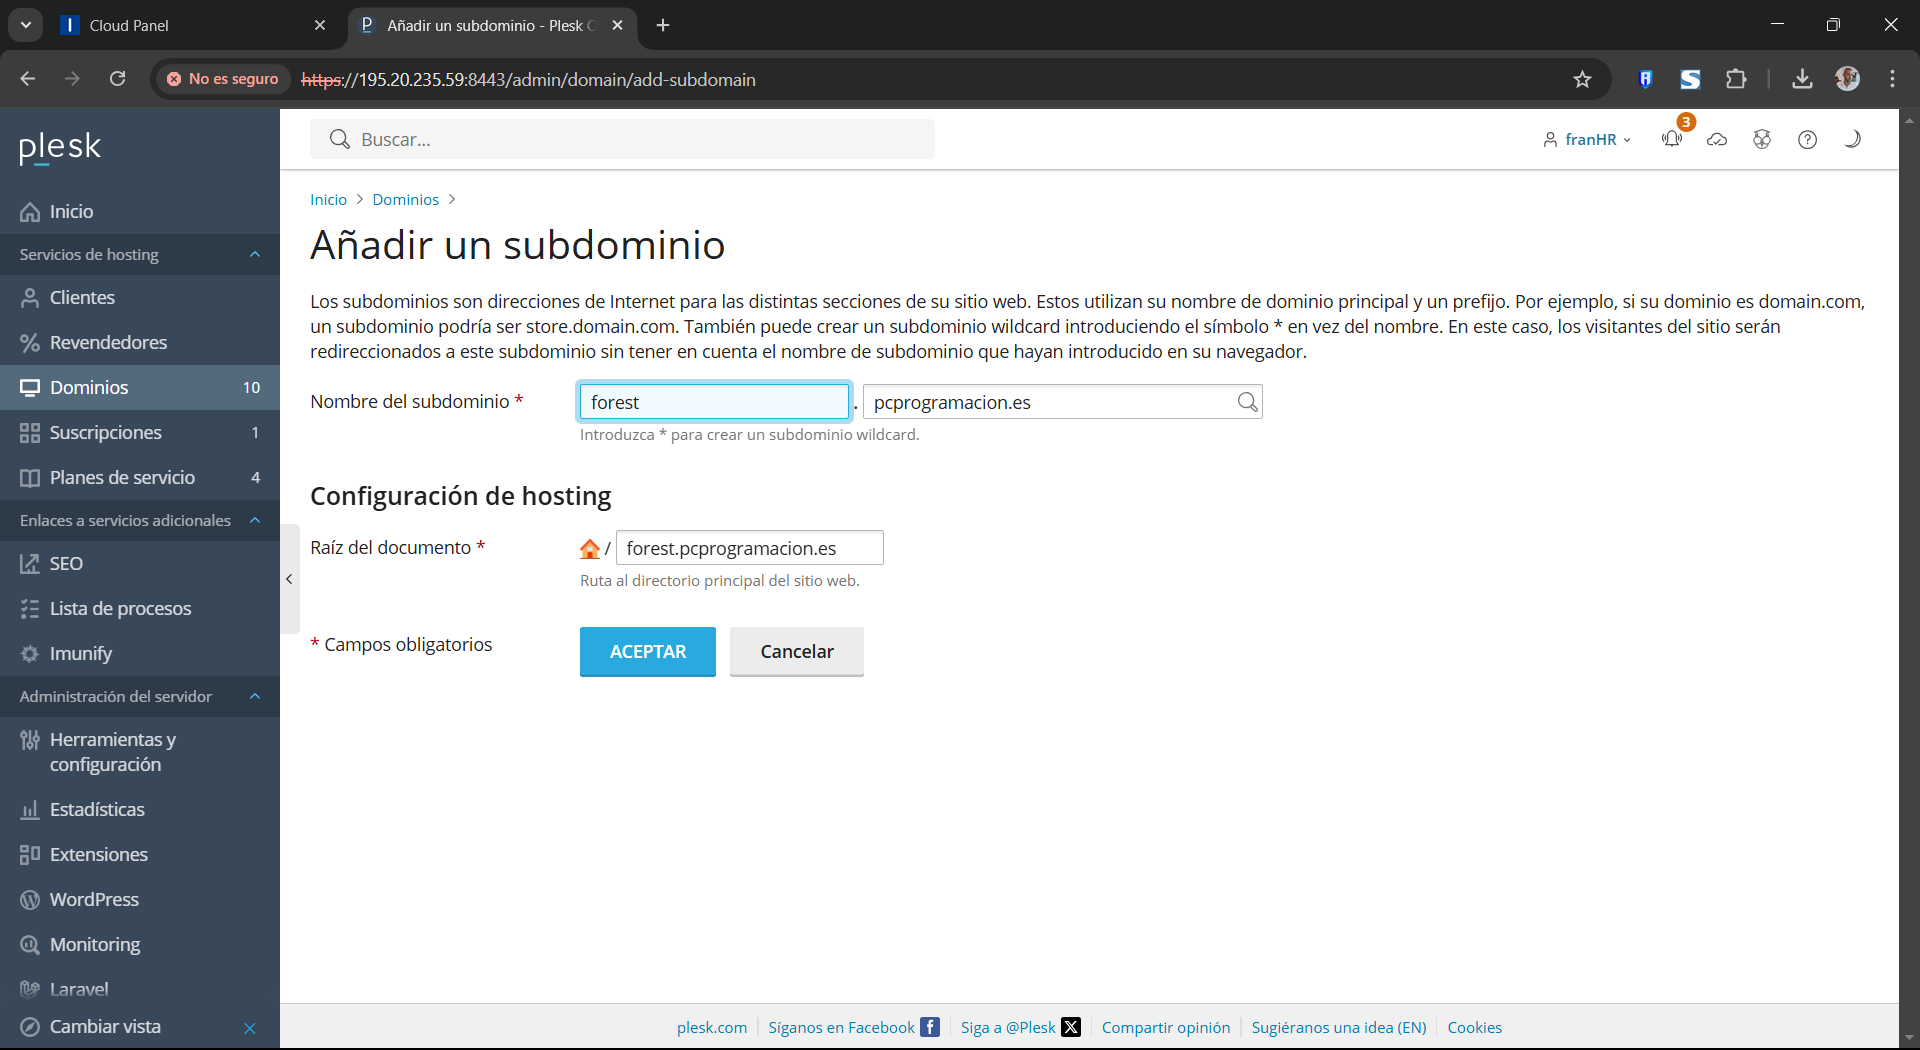 Cloud Panel
Añadir un subdominio - Plesk
No es seguro
https://195.20.235.59:8443/admin/domain/add-subdomain
plesk
Buscar...
franHR
3
Inicio
Servicios de hosting
Clientes
Revendedores
Dominios 10
Suscripciones 1
Planes de servicio 4
Enlaces a servicios adicionales
SEO
Lista de procesos
Imunify
Administración del servidor
Herramientas y
configuración
Estadísticas
Extensiones
WordPress
Monitoring
Laravel
Cambiar vista
Inicio > Dominios >
Añadir un subdominio
Los subdominios son direcciones de Internet para las distintas secciones de su sitio web. Estos utilizan su nombre de dominio principal y un prefijo. Por ejemplo, si su dominio es domain.com,
un subdominio podría ser store.domain.com. También puede crear un subdominio wildcard introduciendo el símbolo * en vez del nombre. En este caso, los visitantes del sitio serán
redireccionados a este subdominio sin tener en cuenta el nombre de subdominio que hayan introducido en su navegador.
Nombre del subdominio * forest . pcprogramacion.es
Introduzca * para crear un subdominio wildcard.
Configuración de hosting
Raíz del documento * / forest.pcprogramacion.es
Ruta al directorio principal del sitio web.
* Campos obligatorios ACEPTAR Cancelar
plesk.com Síganos en Facebook Siga a @Plesk Compartir opinión Sugiéranos una idea (EN) Cookies